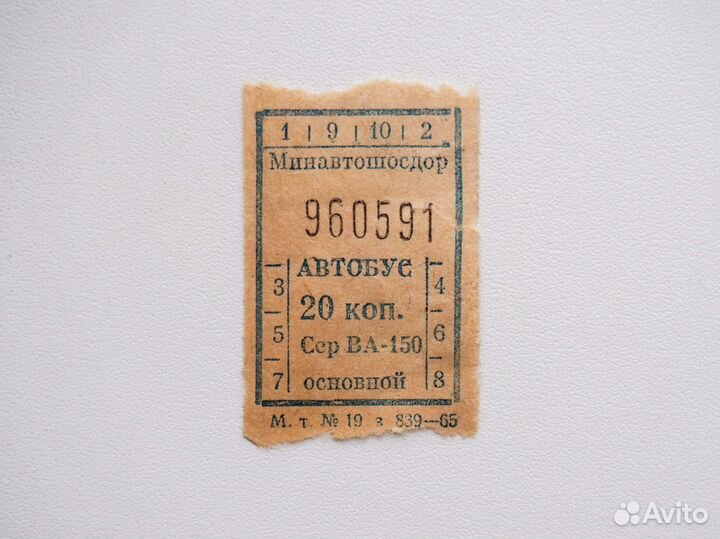 1 | 9 | 10 | 2
Минавтошосдор
960591
АВТОБУС
3 20 коп. 4
5 Сер ВА-150 6
7 основной 8
М. т. № 19 з 839—65
Avito